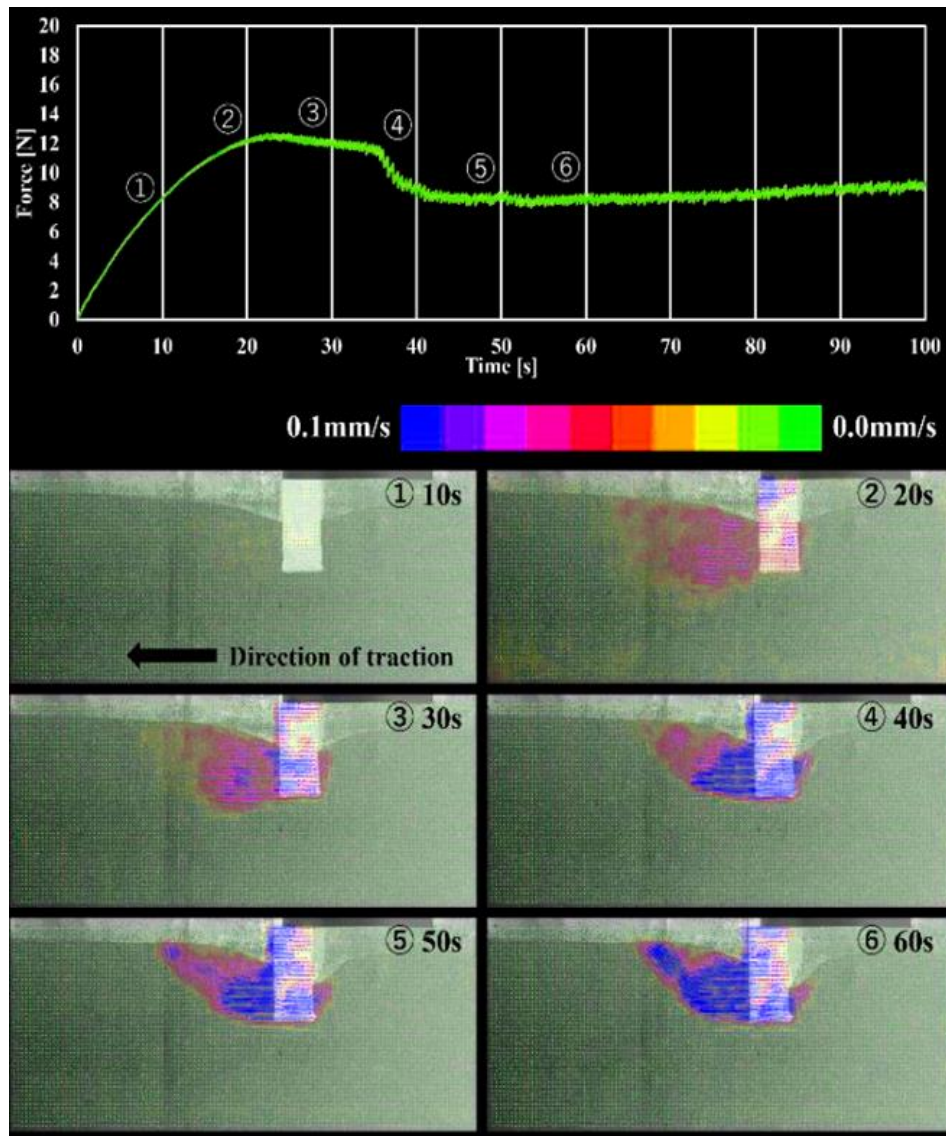 20
18
16
14
12
10
8
6
4
2
0
Force [N]
① ② ③ ④ ⑤ ⑥
0 10 20 30 40 50 60 70 80 90 100
Time [s]
0.1mm/s 0.0mm/s
① 10s
② 20s
Direction of traction
③ 30s
④ 40s
⑤ 50s
⑥ 60s